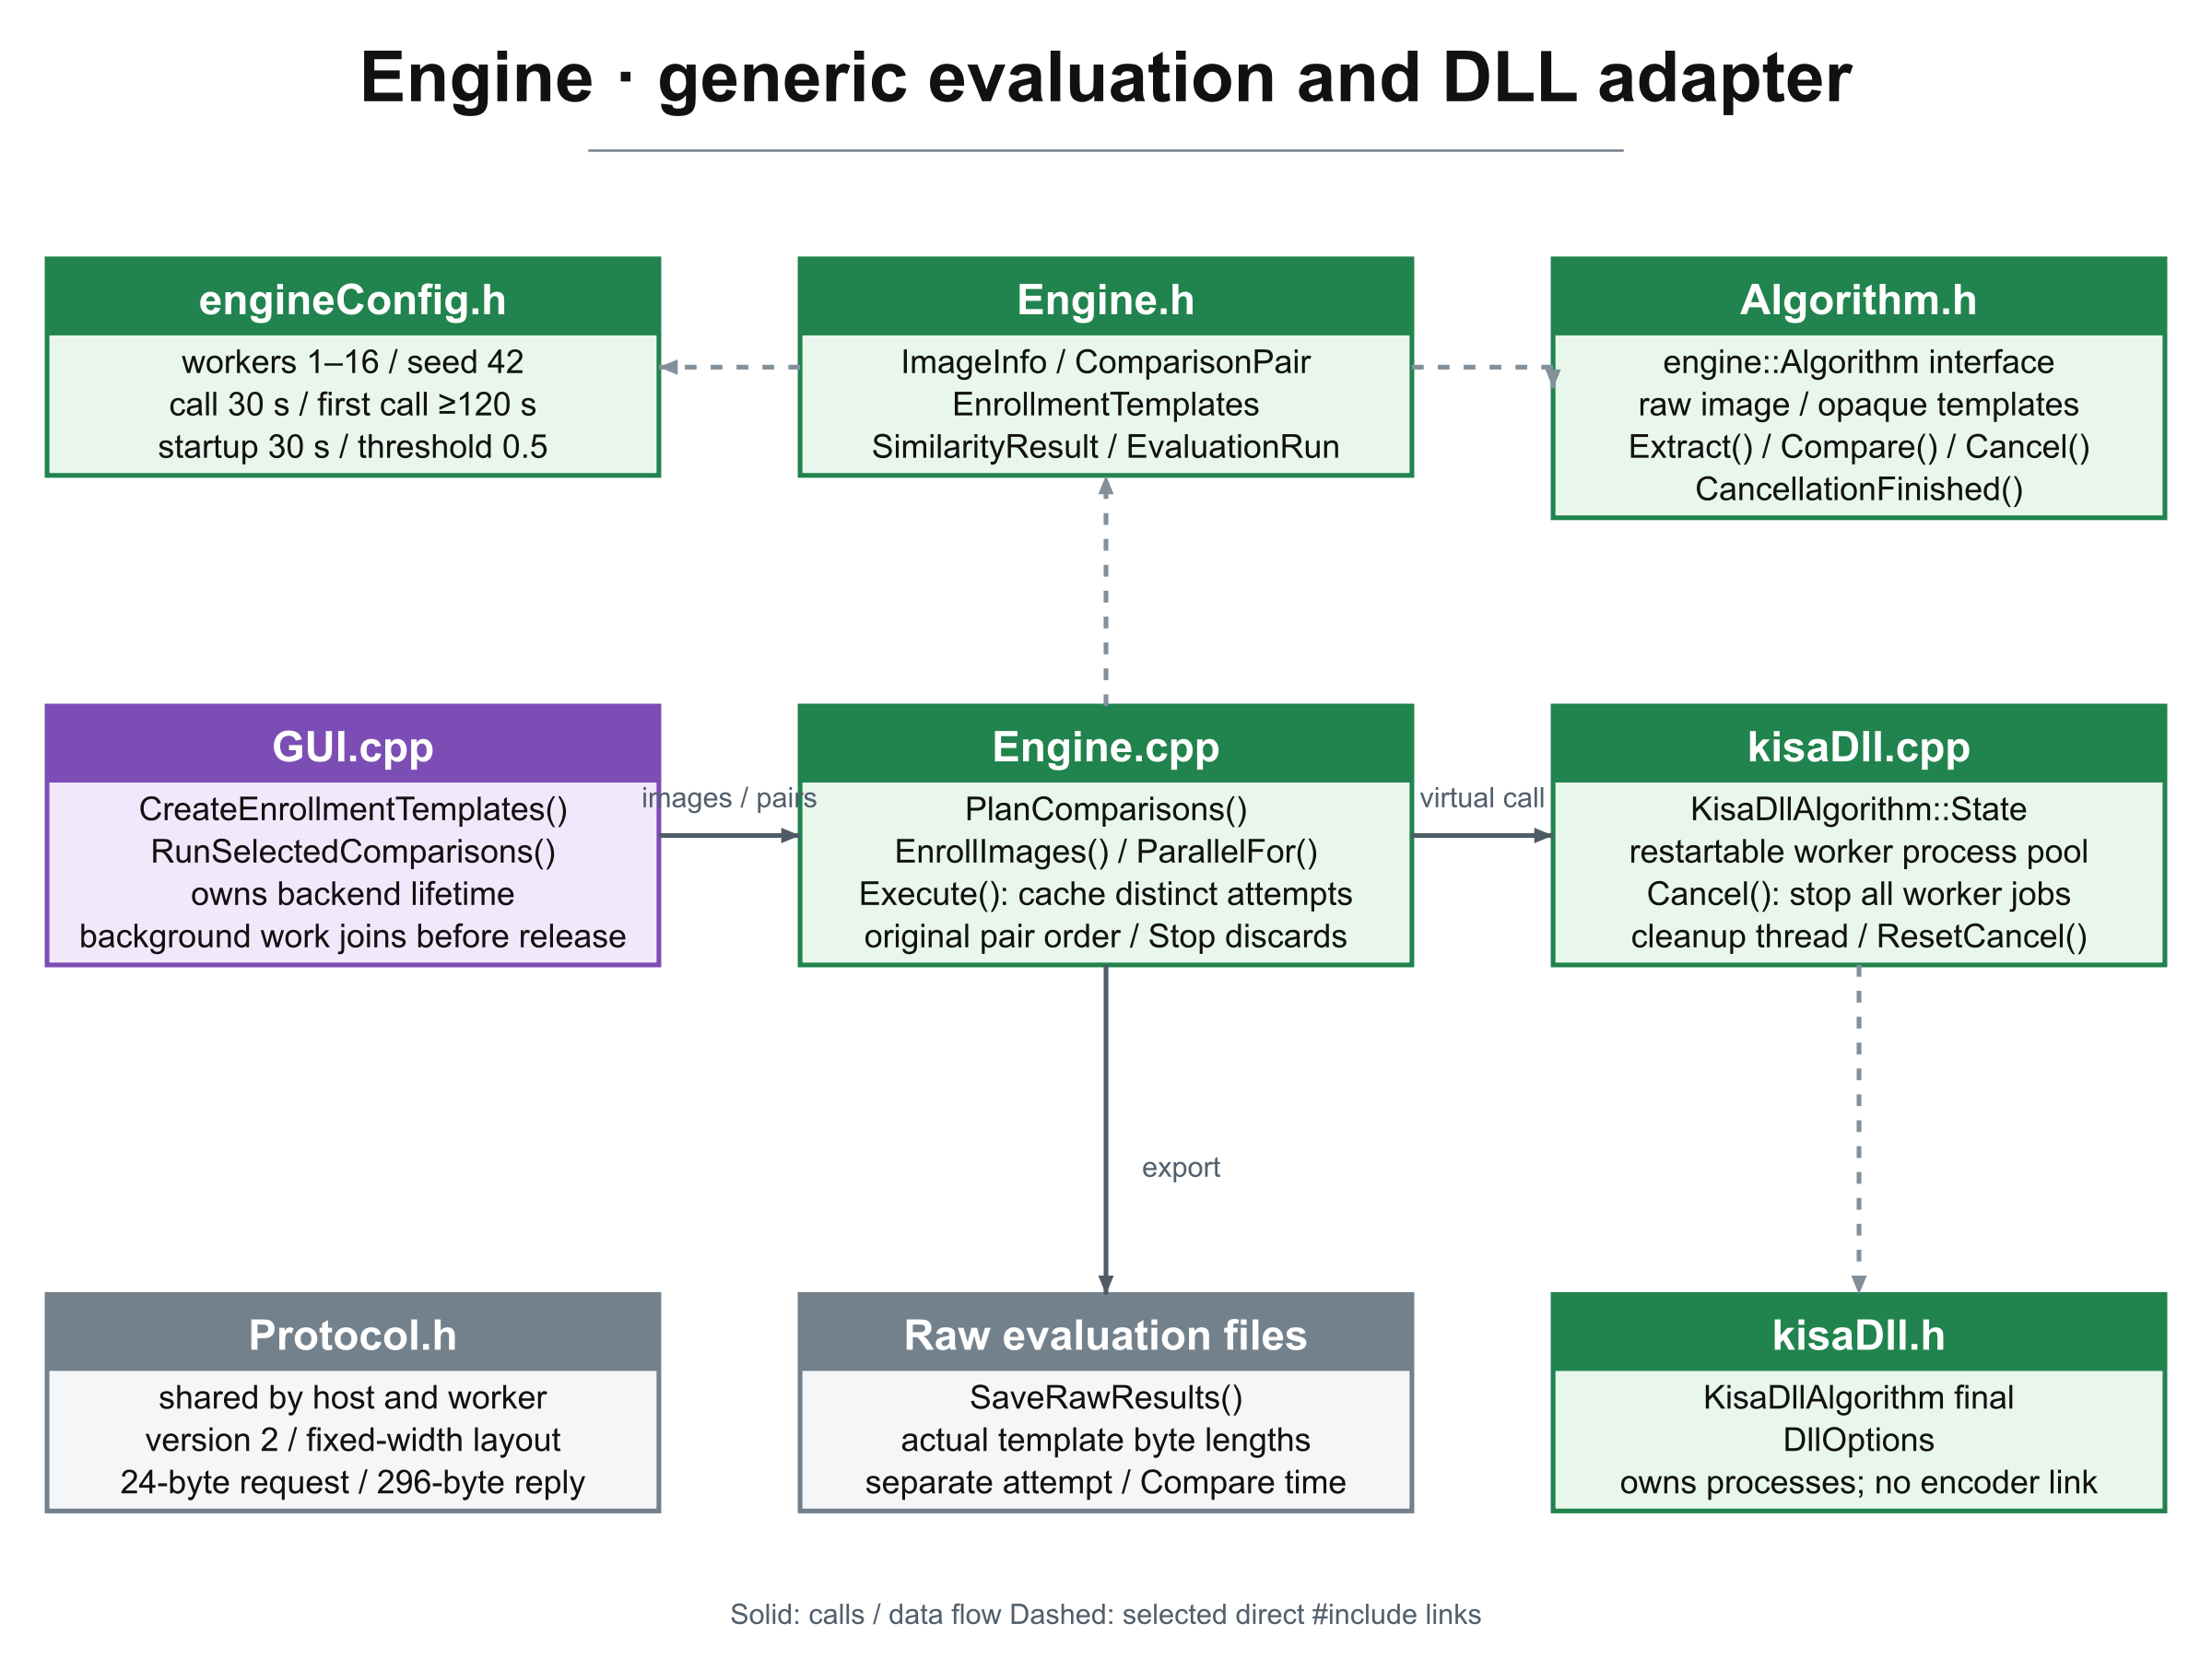 Engine · generic evaluation and DLL adapter
engineConfig.h
workers 1–16 / seed 42
call 30 s / first call ≥120 s
startup 30 s / threshold 0.5
Engine.h
ImageInfo / ComparisonPair
EnrollmentTemplates
SimilarityResult / EvaluationRun
Algorithm.h
engine::Algorithm interface
raw image / opaque templates
Extract() / Compare() / Cancel()
CancellationFinished()
GUI.cpp
CreateEnrollmentTemplates()
RunSelectedComparisons()
owns backend lifetime
background work joins before release
images / pairs
Engine.cpp
PlanComparisons()
EnrollImages() / ParallelFor()
Execute(): cache distinct attempts
original pair order / Stop discards
virtual call
kisaDll.cpp
KisaDllAlgorithm::State
restartable worker process pool
Cancel(): stop all worker jobs
cleanup thread / ResetCancel()
export
Protocol.h
shared by host and worker
version 2 / fixed-width layout
24-byte request / 296-byte reply
Raw evaluation files
SaveRawResults()
actual template byte lengths
separate attempt / Compare time
kisaDll.h
KisaDllAlgorithm final
DllOptions
owns processes; no encoder link
Solid: calls / data flow Dashed: selected direct #include links